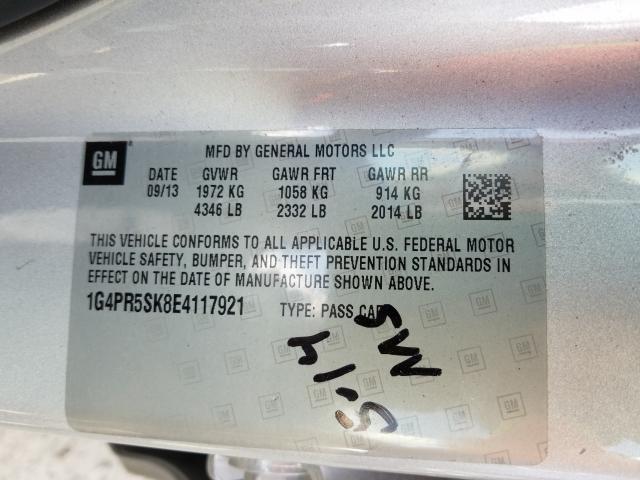 GM
MFD BY GENERAL MOTORS LLC
DATE GVWR GAWR FRT GAWR RR
09/13 1972 KG 1058 KG 914 KG
4346 LB 2332 LB 2014 LB
THIS VEHICLE CONFORMS TO ALL APPLICABLE U.S. FEDERAL MOTOR
VEHICLE SAFETY, BUMPER, AND THEFT PREVENTION STANDARDS IN
EFFECT ON THE DATE OF MANUFACTURE SHOWN ABOVE.
1G4PR5SK8E4117921 TYPE: PASS CAR